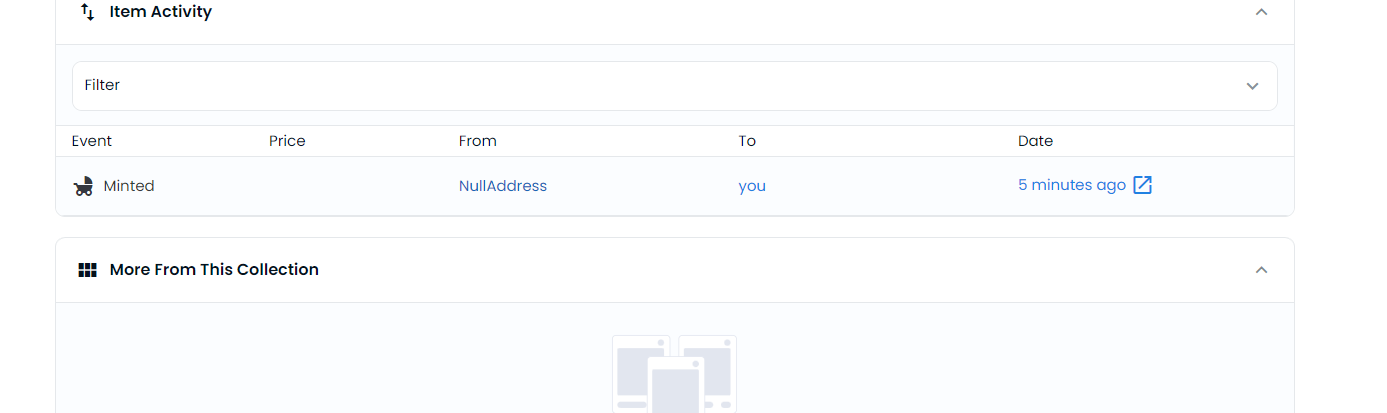 Item Activity
Filter
Event Price From To Date
Minted NullAddress you 5 minutes ago
More From This Collection